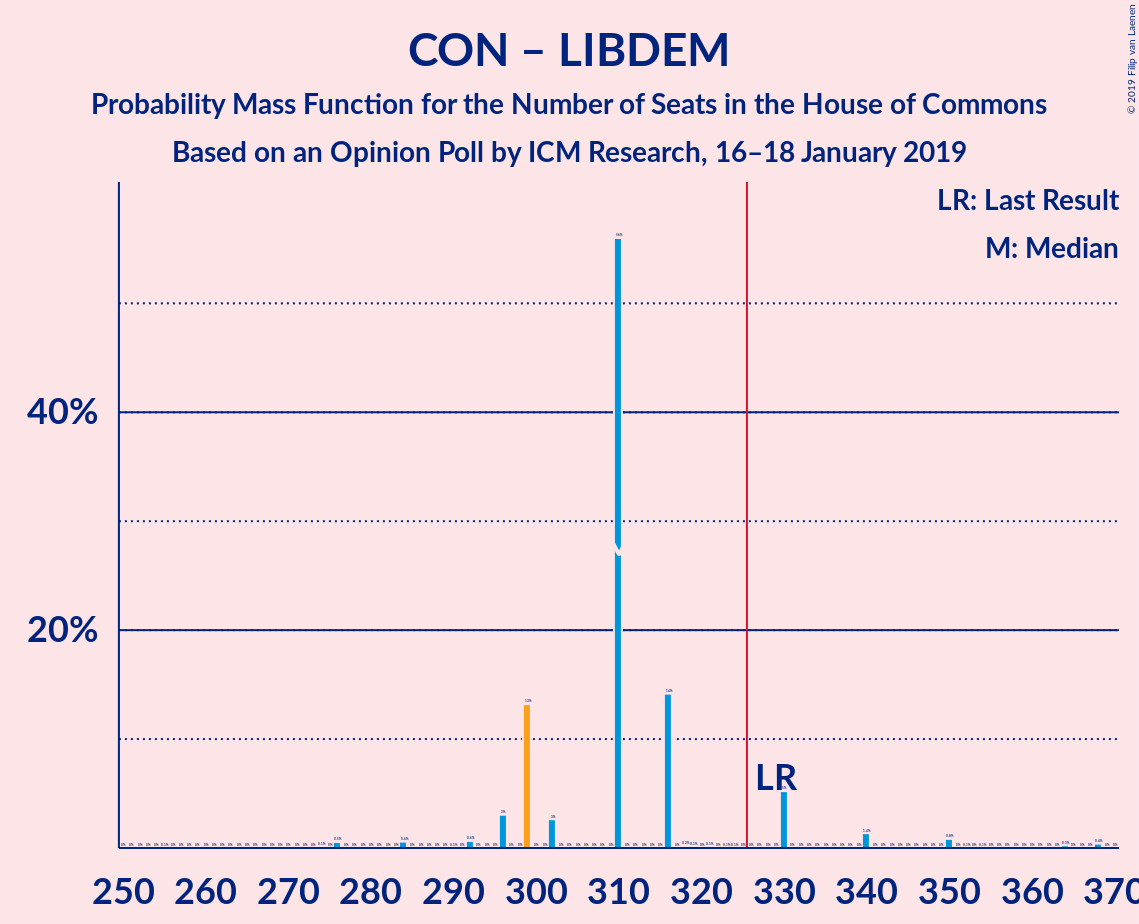 CON – LIBDEM
Probability Mass Function for the Number of Seats in the House of Commons
Based on an Opinion Poll by ICM Research, 16–18 January 2019
© 2019 Filip van Laenen
LR: Last Result
M: Median
40%
20%
LR
250 260 270 280 290 300 310 320 330 340 350 360 370